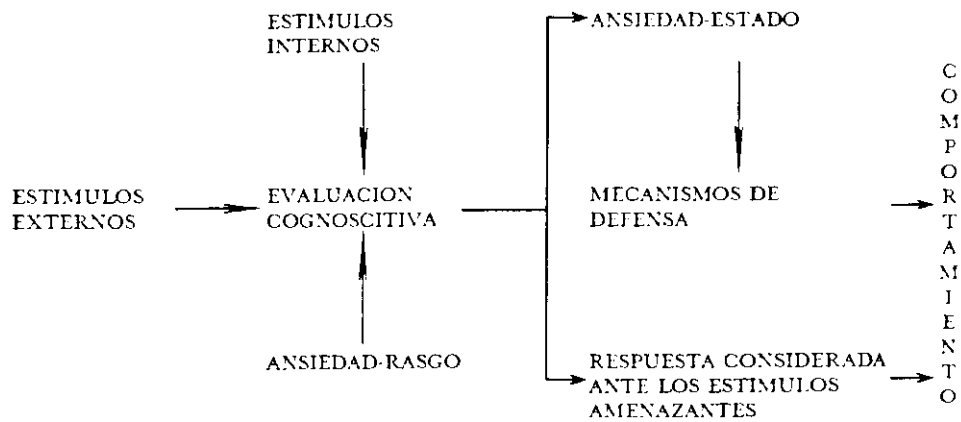 ESTIMULOS
INTERNOS
ANSIEDAD-ESTADO
ESTIMULOS
EXTERNOS
EVALUACION
COGNOSCITIVA
MECANISMOS DE
DEFENSA
ANSIEDAD-RASGO
RESPUESTA CONSIDERADA
ANTE LOS ESTIMULOS
AMENAZANTES
COMPORTAMIENTO